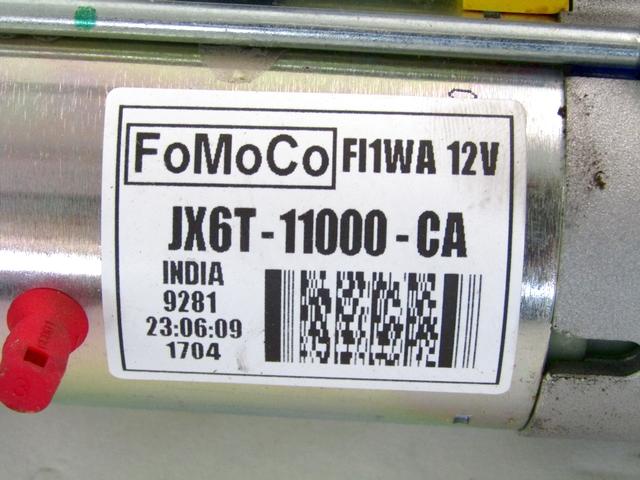 FoMoCo FI1WA 12V
JX6T-11000-CA
INDIA
9281
23:06:09
1704